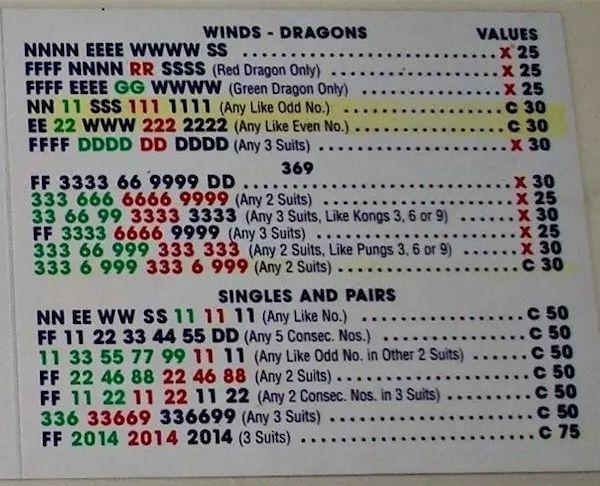 WINDS - DRAGONS VALUES
NNNN EEEE WWWW SS .......................... X 25
FFFF NNNN RR SSSS (Red Dragon Only) .................. X 25
FFFF EEEE GG WWWW (Green Dragon Only) ................ X 25
NN 11 SSS 111 1111 (Any Like Odd No.) .................. C 30
EE 22 WWW 222 2222 (Any Like Even No.) ................ C 30
FFFF DDDD DD DDDD (Any 3 Suits) .................... X 30
369
FF 3333 66 9999 DD .......................... X 30
333 666 6666 9999 (Any 2 Suits) ...................... X 25
33 66 99 3333 3333 (Any 3 Suits, Like Kongs 3, 6 or 9) ....... X 30
FF 3333 6666 9999 (Any 3 Suits) ...................... X 25
333 66 999 333 333 (Any 2 Suits, Like Pungs 3, 6 or 9) ....... X 30
333 6 999 333 6 999 (Any 2 Suits) .................... C 30
SINGLES AND PAIRS
NN EE WW SS 11 11 11 (Any Like No.) .................. C 50
FF 11 22 33 44 55 DD (Any 5 Consec. Nos.) .............. C 50
11 33 55 77 99 11 11 (Any Like Odd No. in Other 2 Suits) ...... C 50
FF 22 46 88 22 46 88 (Any 2 Suits) .................... C 50
FF 11 22 11 22 11 22 (Any 2 Consec. Nos. in 3 Suits) ........ C 50
336 33669 336699 (Any 3 Suits) ...................... C 50
FF 2014 2014 2014 (3 Suits) ........................ C 75